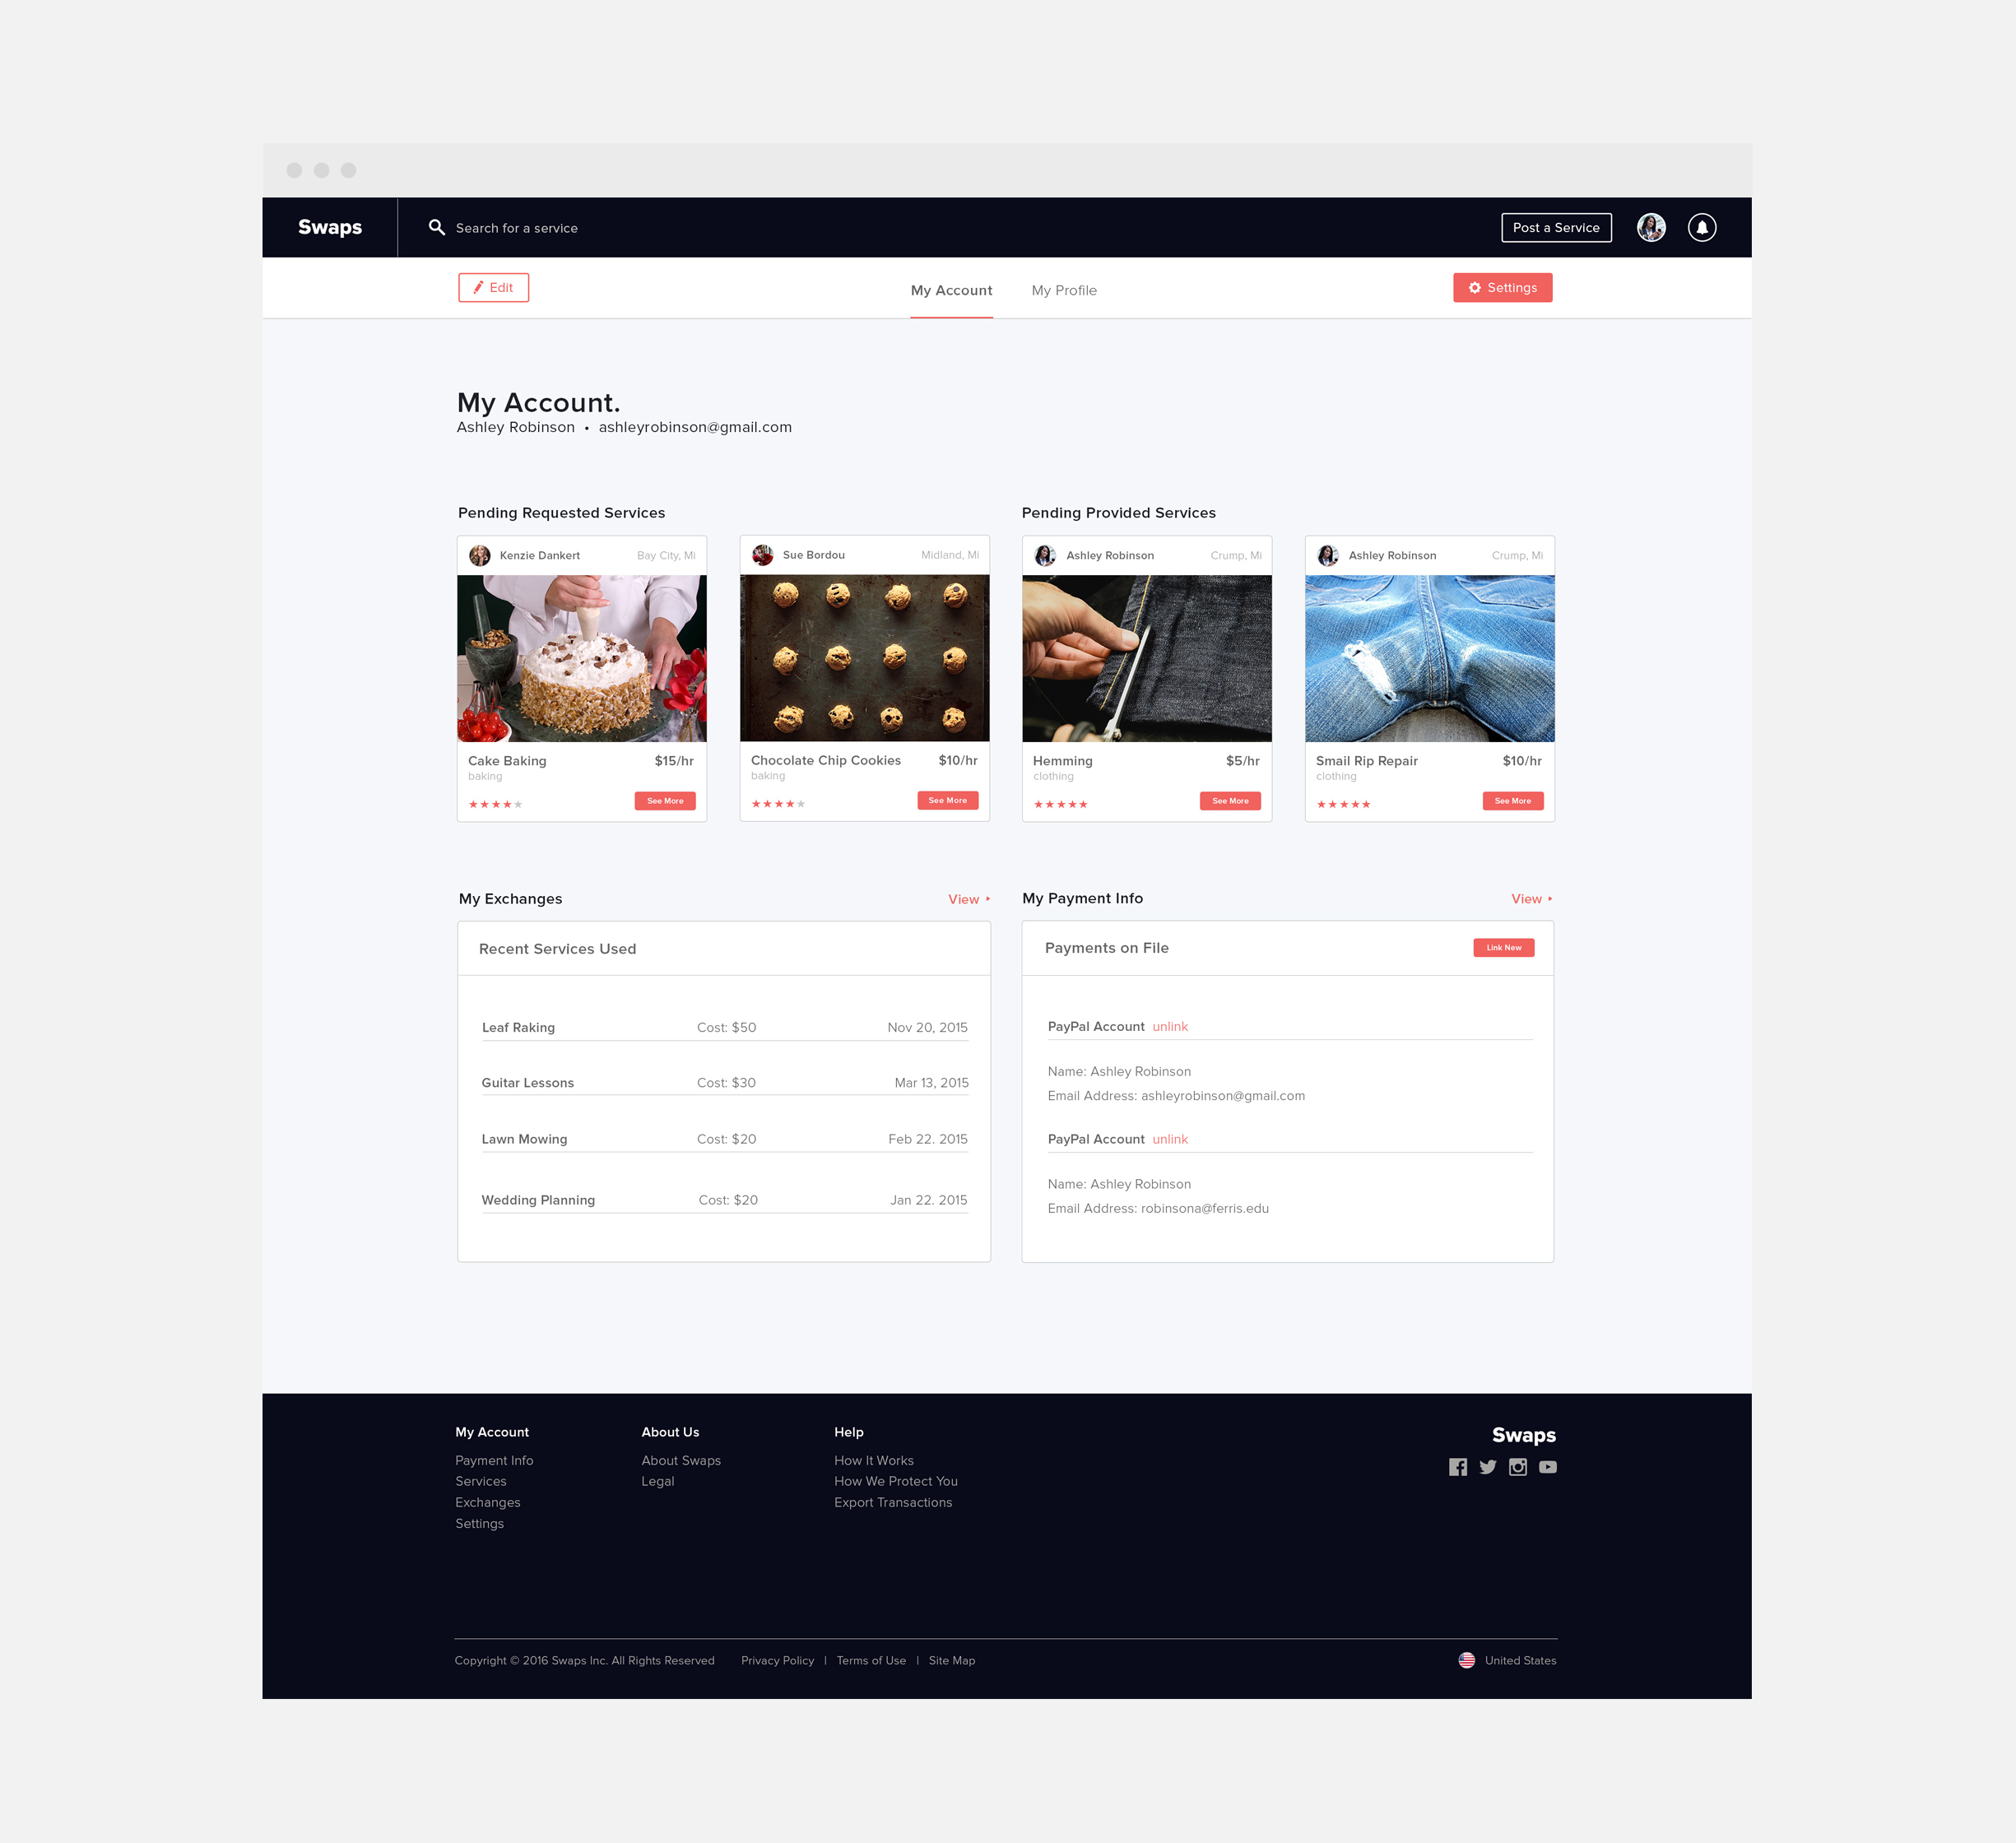 Swaps
Search for a service
Post a Service
Edit
My Account
My Profile
Settings
My Account.
Ashley Robinson • ashleyrobinson@gmail.com
Pending Requested Services
Pending Provided Services
Kenzie Dankert Bay City, Mi
Sue Bordou Midland, Mi
Ashley Robinson Crump, Mi
Ashley Robinson Crump, Mi
Cake Baking $15/hr
baking
See More
Chocolate Chip Cookies $10/hr
baking
See More
Hemming $5/hr
clothing
See More
Smail Rip Repair $10/hr
clothing
See More
My Exchanges View
Recent Services Used
Leaf Raking Cost: $50 Nov 20, 2015
Guitar Lessons Cost: $30 Mar 13, 2015
Lawn Mowing Cost: $20 Feb 22. 2015
Wedding Planning Cost: $20 Jan 22. 2015
My Payment Info View
Payments on File Link New
PayPal Account unlink
Name: Ashley Robinson
Email Address: ashleyrobinson@gmail.com
PayPal Account unlink
Name: Ashley Robinson
Email Address: robinsona@ferris.edu
My Account
Payment Info
Services
Exchanges
Settings
About Us
About Swaps
Legal
Help
How It Works
How We Protect You
Export Transactions
Swaps
Copyright © 2016 Swaps Inc. All Rights Reserved Privacy Policy | Terms of Use | Site Map
United States